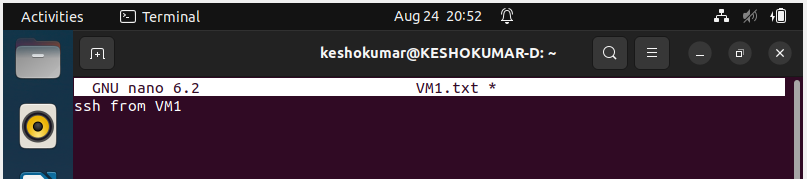 Activities Terminal Aug 24 20:52
keshokumar@KESHOKUMAR-D: ~
GNU nano 6.2 VM1.txt *
ssh from VM1